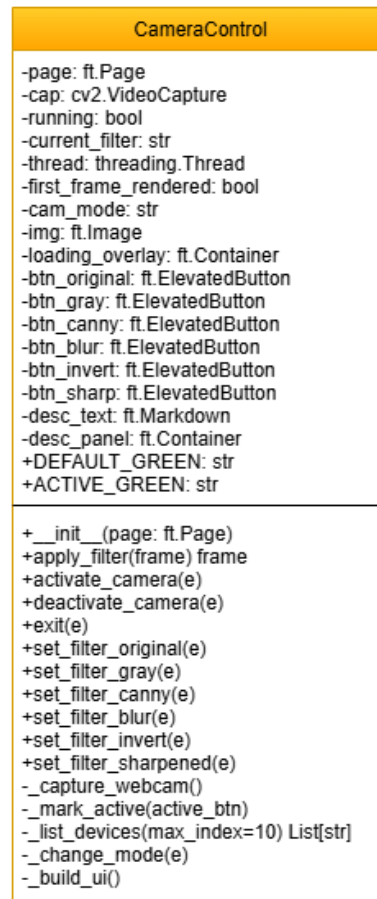 CameraControl
-page: ft.Page
-cap: cv2.VideoCapture
-running: bool
-current_filter: str
-thread: threading.Thread
-first_frame_rendered: bool
-cam_mode: str
-img: ft.Image
-loading_overlay: ft.Container
-btn_original: ft.ElevatedButton
-btn_gray: ft.ElevatedButton
-btn_canny: ft.ElevatedButton
-btn_blur: ft.ElevatedButton
-btn_invert: ft.ElevatedButton
-btn_sharp: ft.ElevatedButton
-desc_text: ft.Markdown
-desc_panel: ft.Container
+DEFAULT_GREEN: str
+ACTIVE_GREEN: str
+__init__(page: ft.Page)
+apply_filter(frame) frame
+activate_camera(e)
+deactivate_camera(e)
+exit(e)
+set_filter_original(e)
+set_filter_gray(e)
+set_filter_canny(e)
+set_filter_blur(e)
+set_filter_invert(e)
+set_filter_sharpened(e)
-_capture_webcam()
-_mark_active(active_btn)
-_list_devices(max_index=10) List[str]
-_change_mode(e)
-_build_ui()